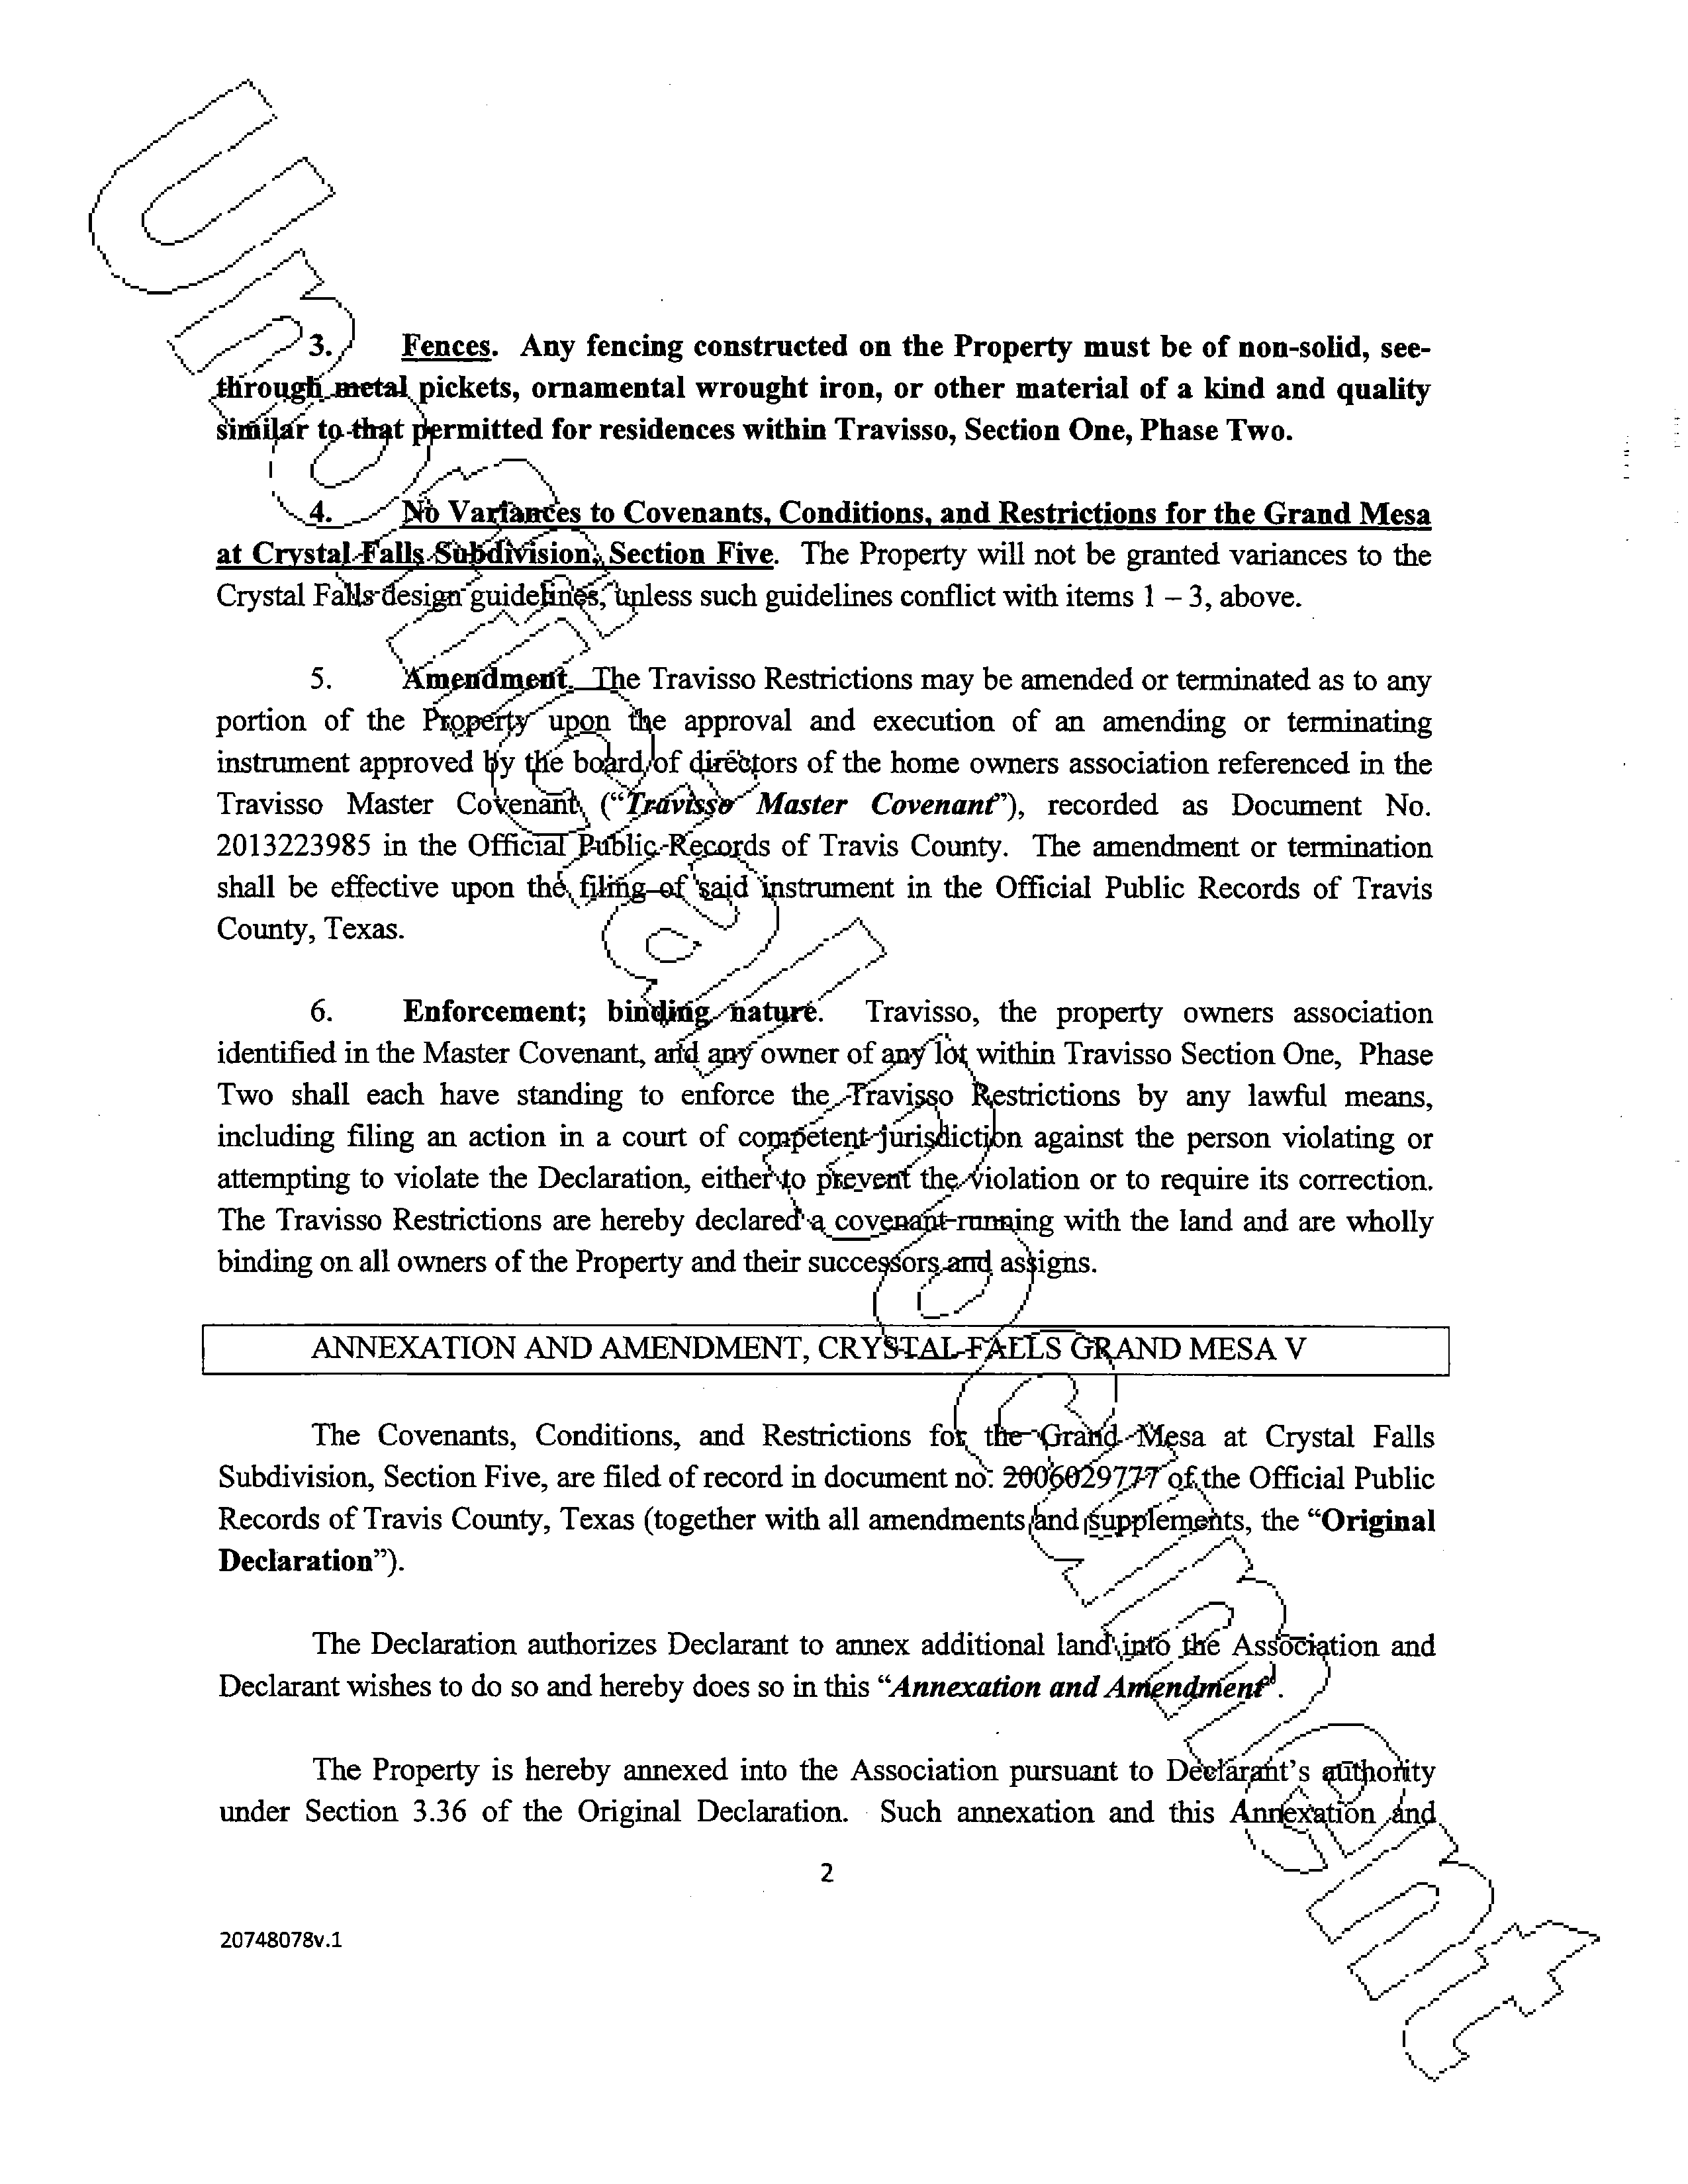 3. Fences. Any fencing constructed on the Property must be of non-solid, see-
through metal pickets, ornamental wrought iron, or other material of a kind and quality
similar to that permitted for residences within Travisso, Section One, Phase Two.
4. No Variances to Covenants, Conditions, and Restrictions for the Grand Mesa
at Crystal Falls Subdivision, Section Five. The Property will not be granted variances to the
Crystal Falls design guidelines, unless such guidelines conflict with items 1 – 3, above.
5. Amendment. The Travisso Restrictions may be amended or terminated as to any
portion of the Property upon the approval and execution of an amending or terminating
instrument approved by the board of directors of the home owners association referenced in the
Travisso Master Covenant (“Travisso Master Covenant”), recorded as Document No.
2013223985 in the Official Public Records of Travis County. The amendment or termination
shall be effective upon the filing of said instrument in the Official Public Records of Travis
County, Texas.
6. Enforcement; binding nature. Travisso, the property owners association
identified in the Master Covenant, and any owner of any lot within Travisso Section One, Phase
Two shall each have standing to enforce the Travisso Restrictions by any lawful means,
including filing an action in a court of competent jurisdiction against the person violating or
attempting to violate the Declaration, either to prevent the violation or to require its correction.
The Travisso Restrictions are hereby declared a covenant running with the land and are wholly
binding on all owners of the Property and their successors and assigns.
ANNEXATION AND AMENDMENT, CRYSTAL FALLS GRAND MESA V
The Covenants, Conditions, and Restrictions for the Grand Mesa at Crystal Falls
Subdivision, Section Five, are filed of record in document no. 2006029777 of the Official Public
Records of Travis County, Texas (together with all amendments and supplements, the “Original
Declaration”).
The Declaration authorizes Declarant to annex additional land into the Association and
Declarant wishes to do so and hereby does so in this “Annexation and Amendment”.
The Property is hereby annexed into the Association pursuant to Declarant’s authority
under Section 3.36 of the Original Declaration. Such annexation and this Annexation and
2
20748078v.1
Unofficial Document